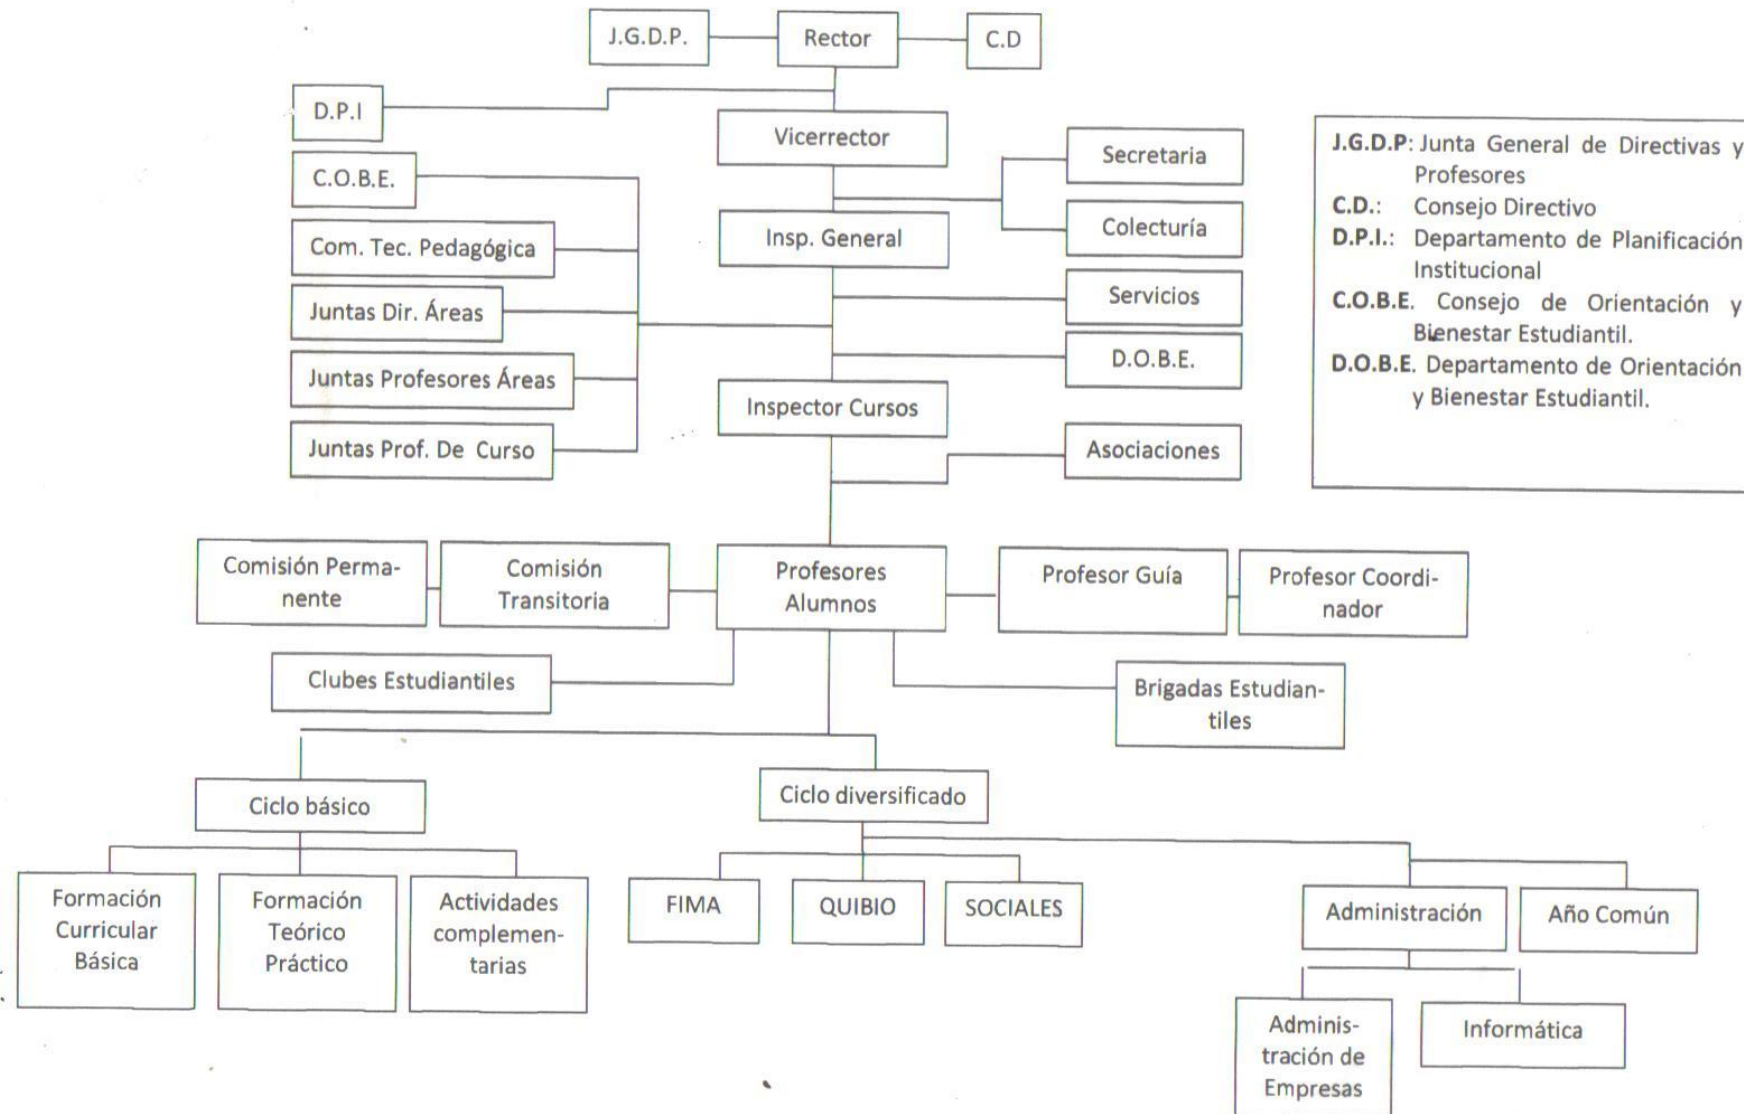 J.G.D.P.
Rector
C.D
D.P.I
Vicerrector
Secretaria
C.O.B.E.
Colecturía
Com. Tec. Pedagógica
Insp. General
Juntas Dir. Áreas
Servicios
D.O.B.E.
Juntas Profesores Áreas
Inspector Cursos
Juntas Prof. De Curso
Asociaciones
J.G.D.P: Junta General de Directivas y
Profesores
C.D.: Consejo Directivo
D.P.I.: Departamento de Planificación
Institucional
C.O.B.E. Consejo de Orientación y
Bienestar Estudiantil.
D.O.B.E. Departamento de Orientación
y Bienestar Estudiantil.
Comisión Perma-
nente
Comisión
Transitoria
Profesores
Alumnos
Profesor Guía
Profesor Coordi-
nador
Clubes Estudiantiles
Brigadas Estudian-
tiles
Ciclo básico
Ciclo diversificado
Formación
Curricular
Básica
Formación
Teórico
Práctico
Actividades
complemen-
tarias
FIMA
QUIBIO
SOCIALES
Administración
Año Común
Adminis-
tración de
Empresas
Informática